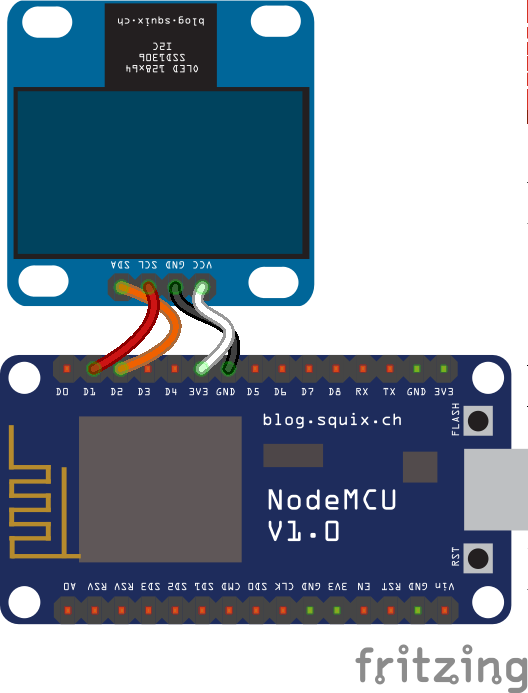 blog.squix.ch
I2C
SSD1306
OLED 128x64
SDA SCL GND VCC
D0 D1 D2 D3 D4 3V3 GND D5 D6 D7 D8 RX TX GND 3V3
blog.squix.ch
FLASH
NodeMCU
V1.0
RST
A0 RSV RSV SD3 SD2 SD1 CMD SD0 CLK GND 3V3 EN RST GND Vin
fritzing